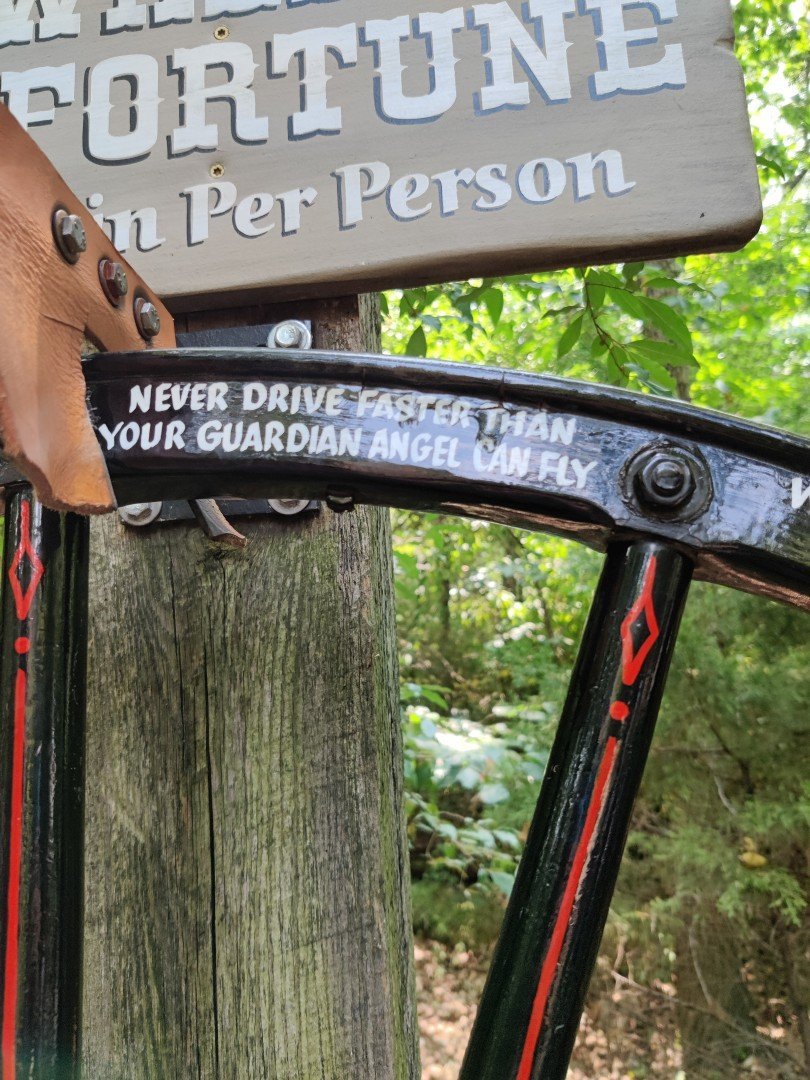 FORTUNE
in Per Person
NEVER DRIVE FASTER THAN
YOUR GUARDIAN ANGEL CAN FLY